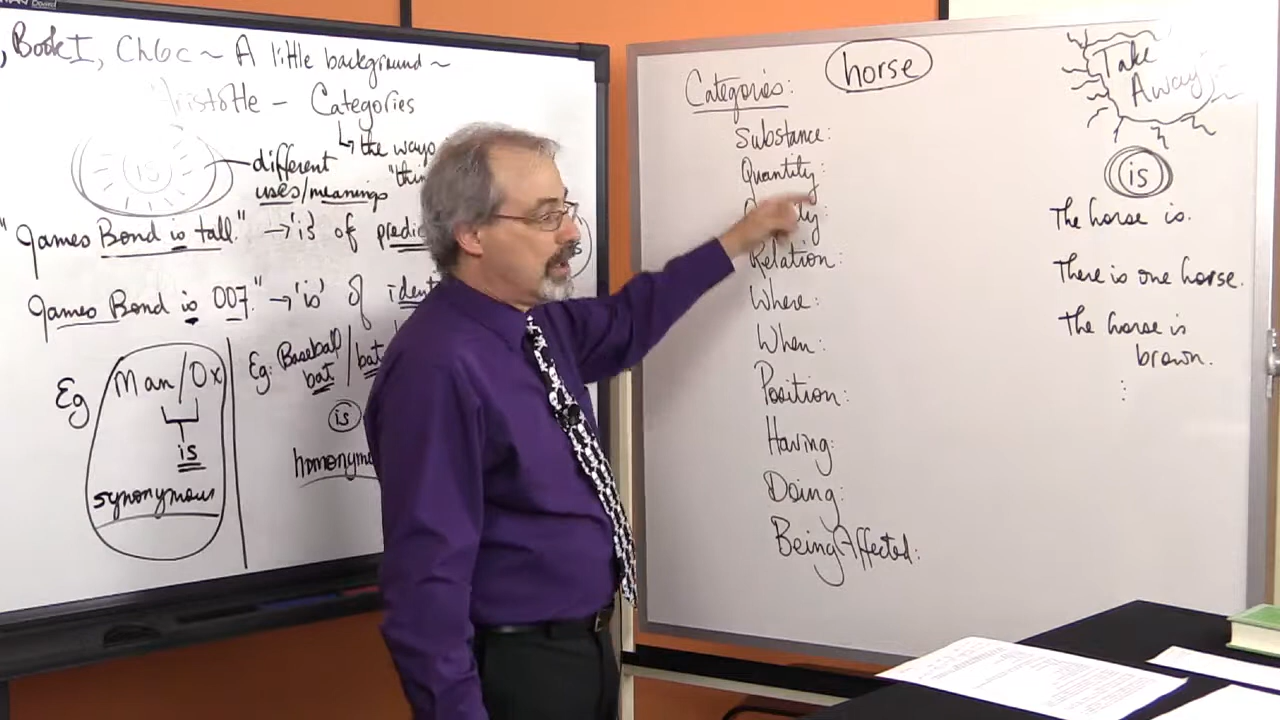 , Book I, Ch6c ~ A little background ~
Aristotle – Categories
↳ the ways
is
different
uses/meanings
"James Bond is tall." → 'is' of
"James Bond is 007." → 'is' of
Eg
Man/Ox
is
synonymous
Eg: Baseball
bat
bat
is
Categories:
horse
Substance:
Quantity:
Relation:
Where:
When:
Position:
Having:
Doing:
Being Affected:
Take
Away
is
The horse is.
There is one horse.
The horse is
brown.
: